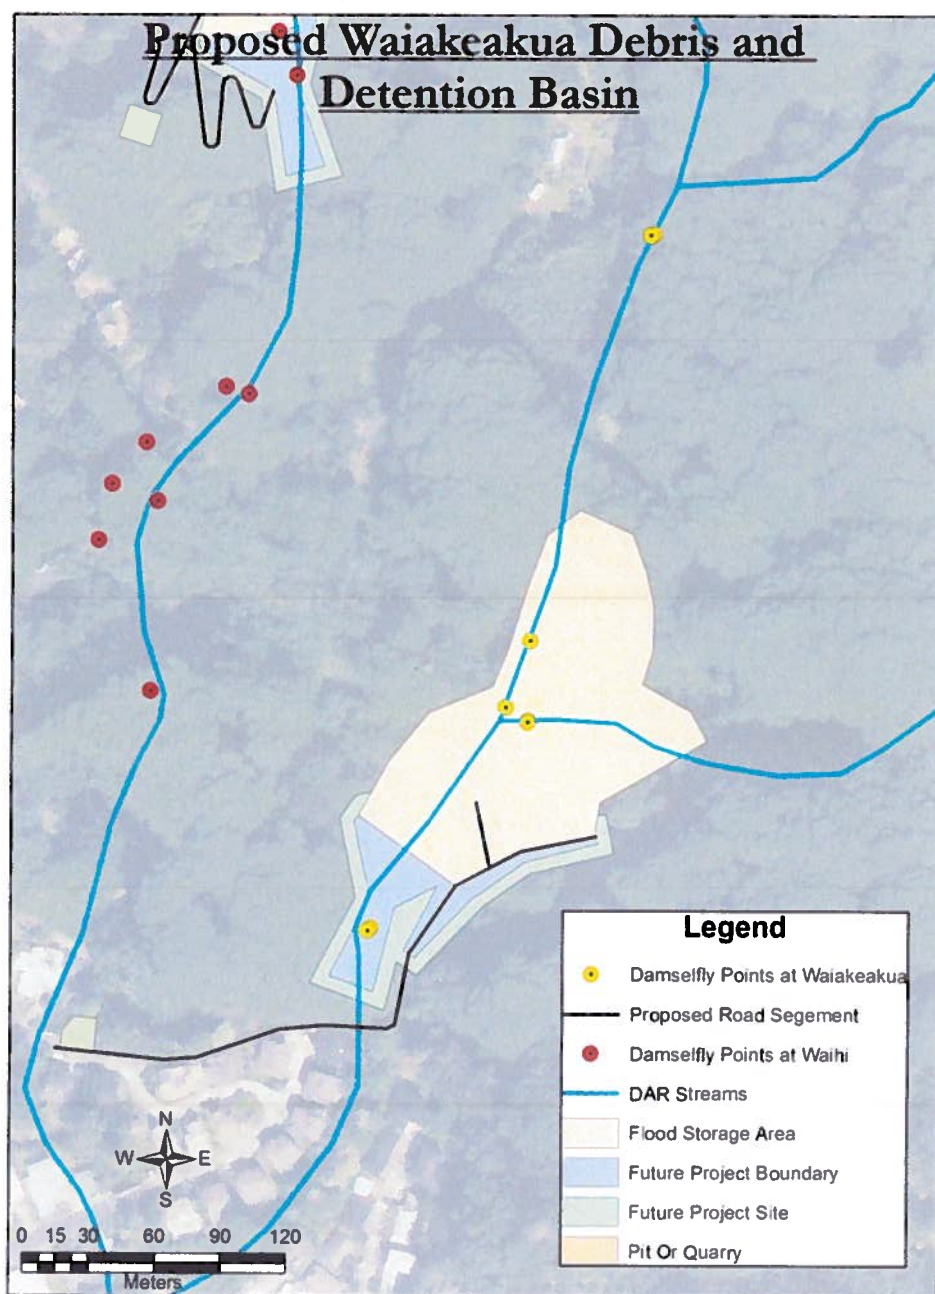 Proposed Waiakeakua Debris and
Detention Basin
Legend
Damselfly Points at Waiakeakua
Proposed Road Segement
Damselfly Points at Waihi
DAR Streams
Flood Storage Area
Future Project Boundary
Future Project Site
Pit Or Quarry
N
W E
S
0 15 30 60 90 120
Meters